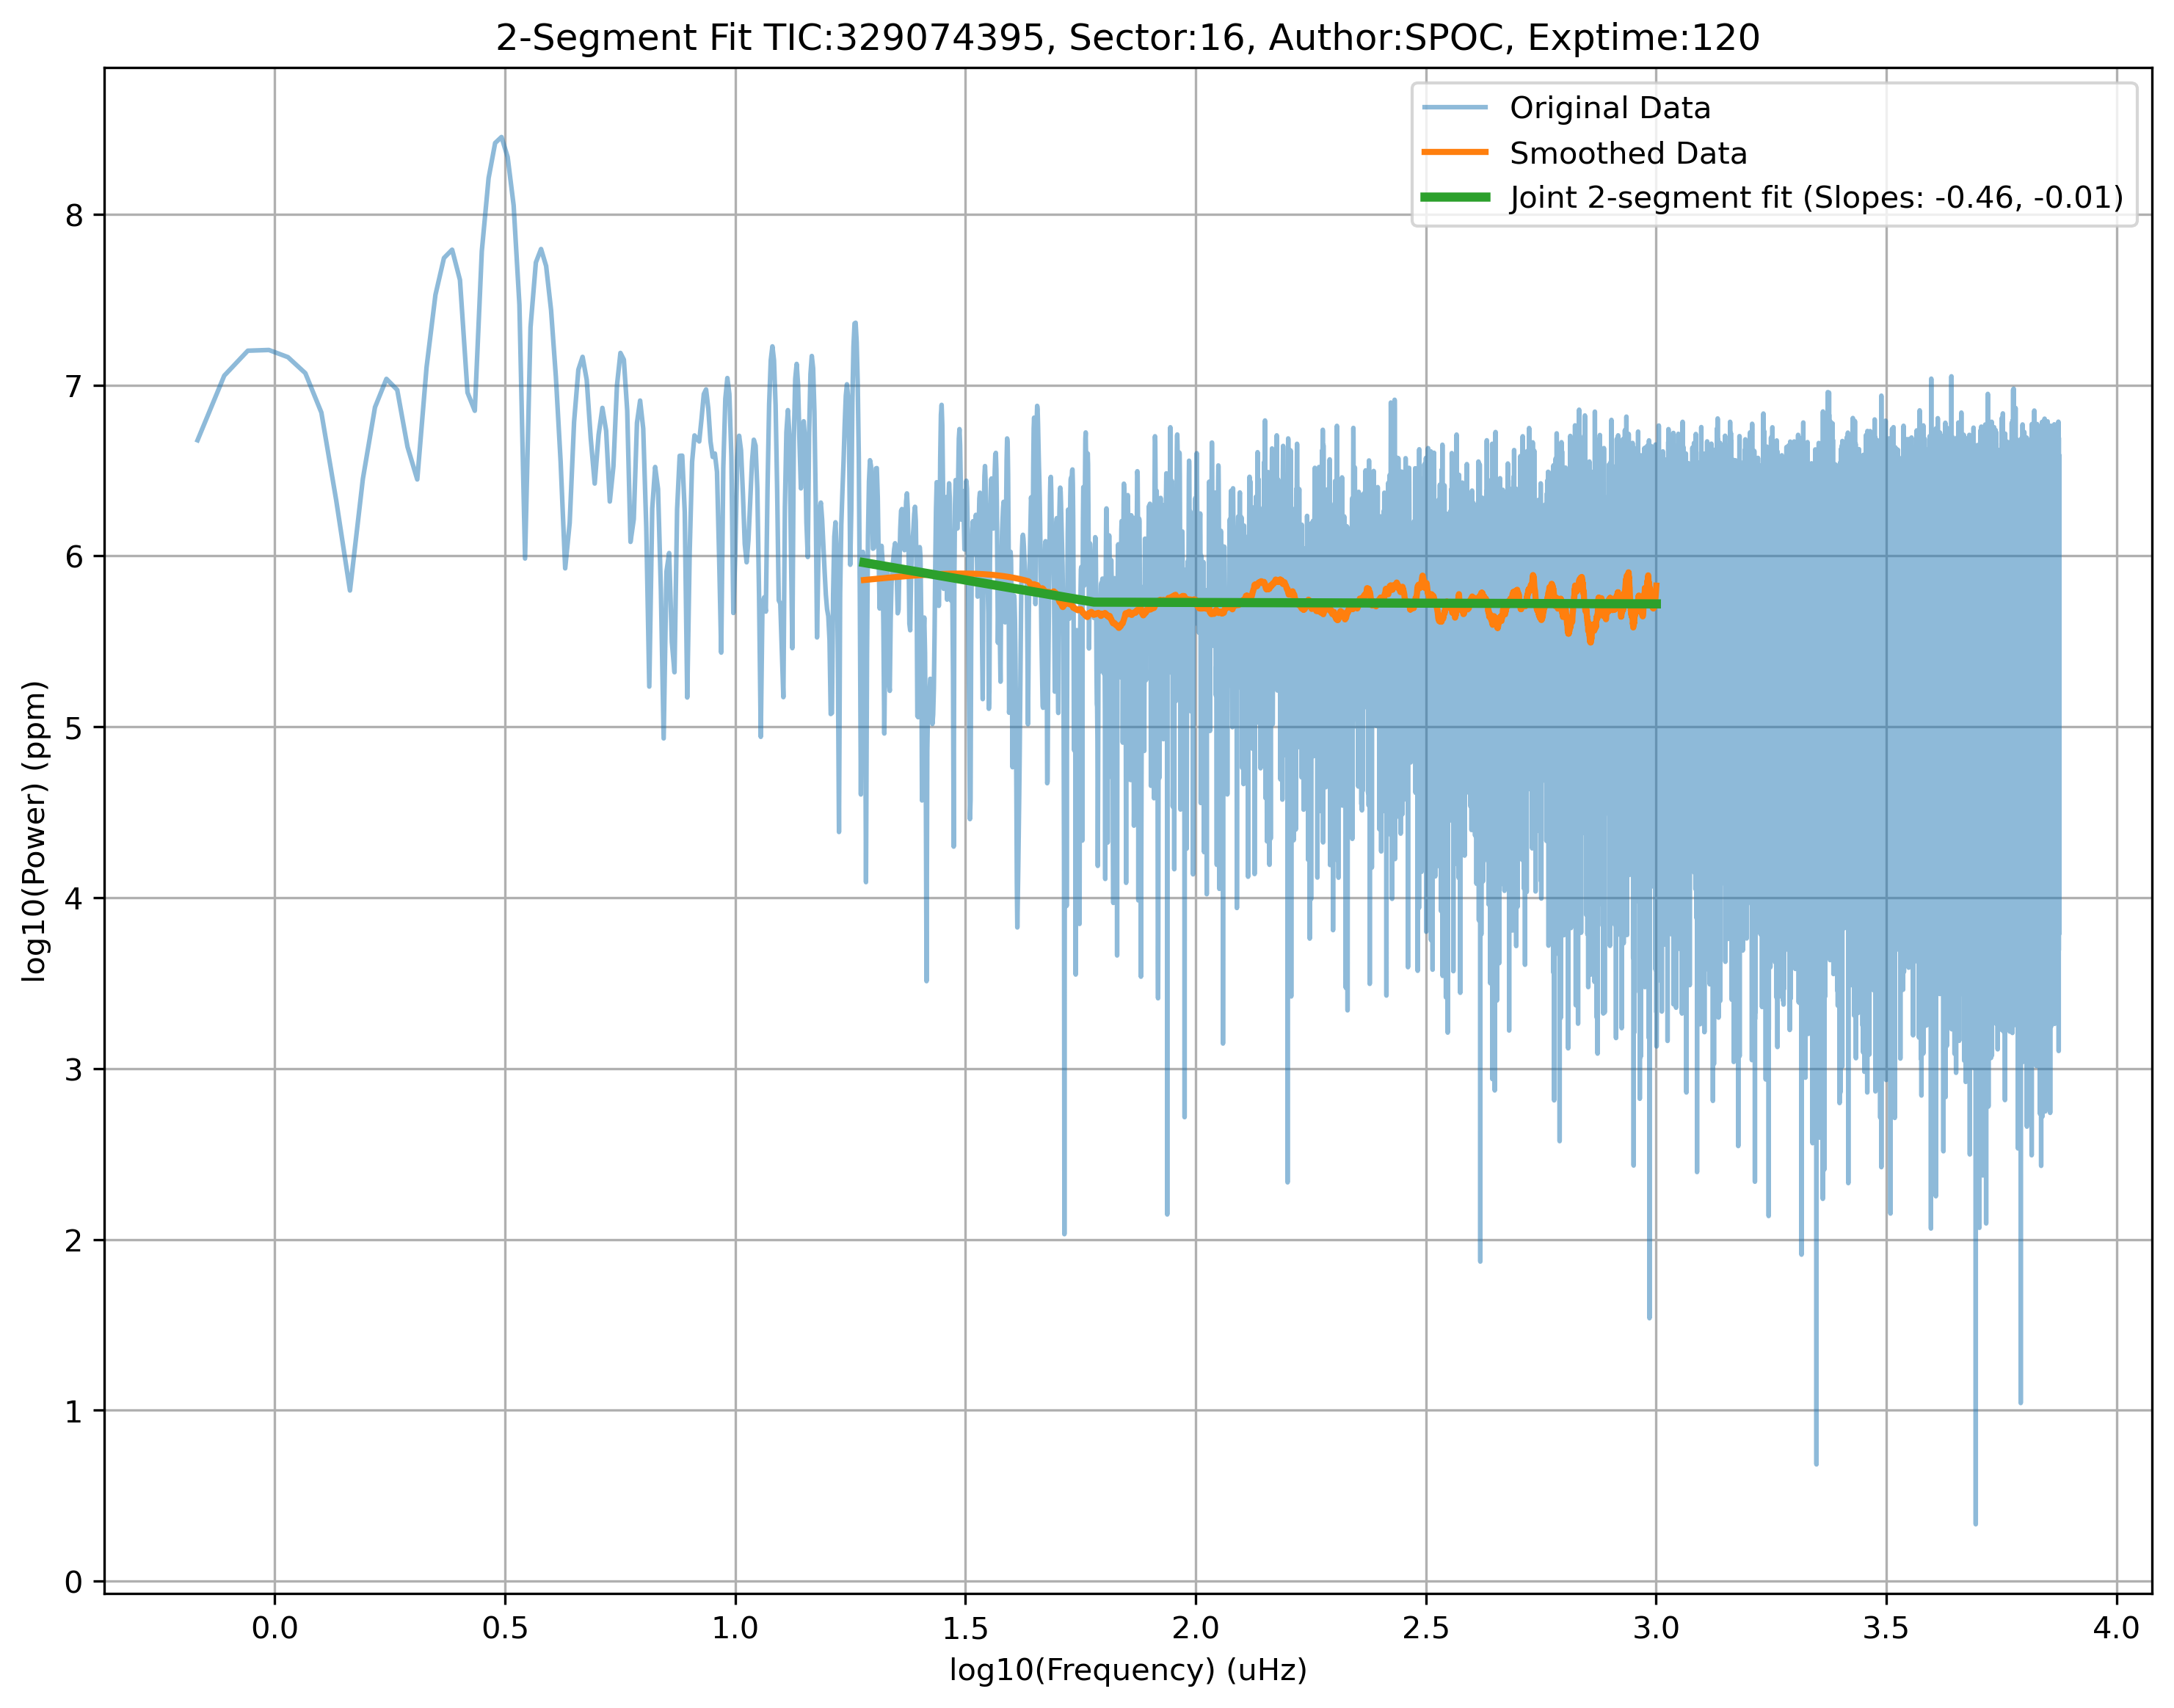 2-Segment Fit TIC:329074395, Sector:16, Author:SPOC, Exptime:120
Original Data
Smoothed Data
Joint 2-segment fit (Slopes: -0.46, -0.01)
log10(Power) (ppm)
8
7
6
5
4
3
2
1
0
0.0 0.5 1.0 1.5 2.0 2.5 3.0 3.5 4.0
log10(Frequency) (uHz)